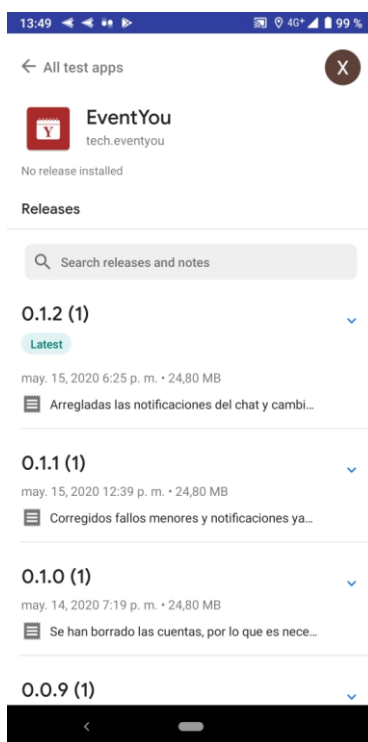 13:49 4G+ 99 %
All test apps
X
Y
EventYou
tech.eventyou
No release installed
Releases
Search releases and notes
0.1.2 (1)
Latest
may. 15, 2020 6:25 p. m. • 24,80 MB
Arregladas las notificaciones del chat y cambi...
0.1.1 (1)
may. 15, 2020 12:39 p. m. • 24,80 MB
Corregidos fallos menores y notificaciones ya...
0.1.0 (1)
may. 14, 2020 7:19 p. m. • 24,80 MB
Se han borrado las cuentas, por lo que es nece...
0.0.9 (1)